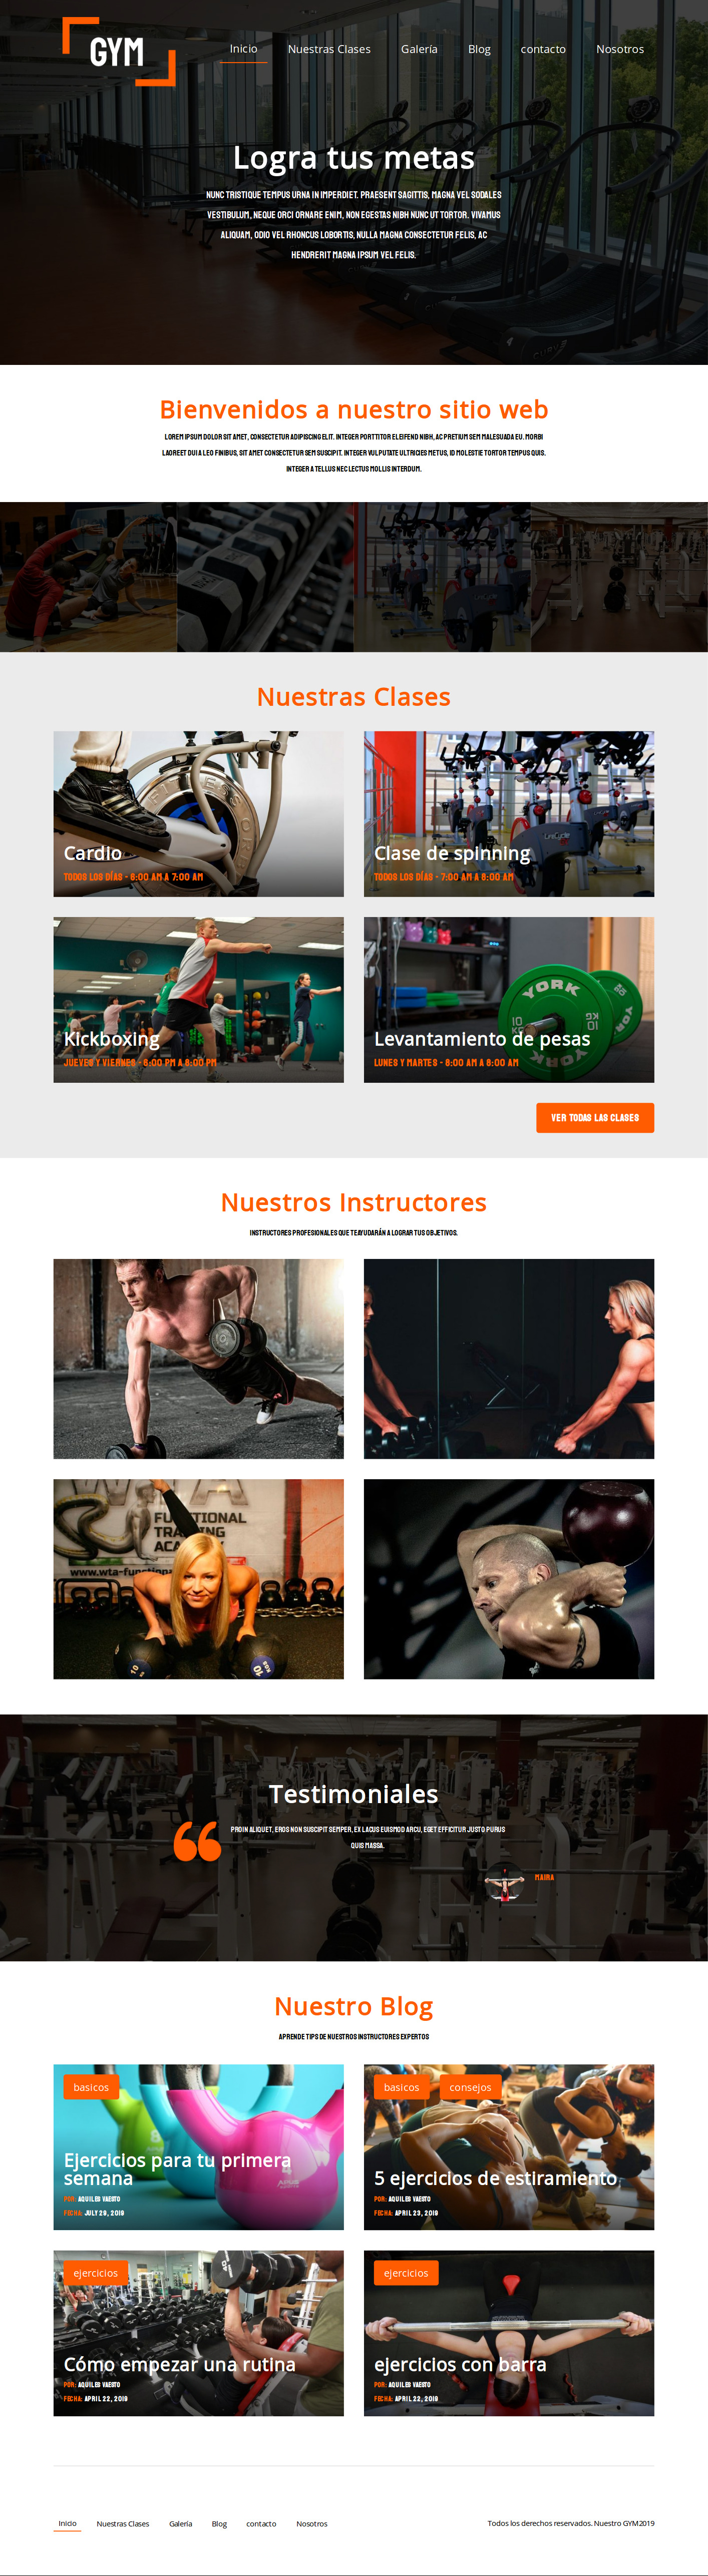 GYM
Inicio Nuestras Clases Galería Blog contacto Nosotros
Logra tus metas
NUNC TRISTIQUE TEMPUS URNA IN IMPERDIET. PRAESENT SAGITTIS, MAGNA VEL SODALES
VESTIBULUM, NEQUE ORCI ORNARE ENIM, NON EGESTAS NIBH NUNC UT TORTOR. VIVAMUS
ALIQUAM, ODIO VEL RHONCUS LOBORTIS, NULLA MAGNA CONSECTETUR FELIS, AC
HENDRERIT MAGNA IPSUM VEL FELIS.
Bienvenidos a nuestro sitio web
LOREM IPSUM DOLOR SIT AMET, CONSECTETUR ADIPISCING ELIT. INTEGER PORTTITOR ELEIFEND NIBH, AC PRETIUM SEM MALESUADA EU. MORBI
LAOREET DUI A LEO FINIBUS, SIT AMET CONSECTETUR SEM SUSCIPIT. INTEGER VULPUTATE ULTRICIES METUS, ID MOLESTIE TORTOR TEMPUS QUIS.
INTEGER A TELLUS NEC LECTUS MOLLIS INTERDUM.
Nuestras Clases
Cardio
TODOS LOS DÍAS - 6:00 AM A 7:00 AM
Clase de spinning
TODOS LOS DÍAS - 7:00 AM A 8:00 AM
Kickboxing
JUEVES Y VIERNES - 6:00 PM A 8:00 PM
YORK
YORK
10
Levantamiento de pesas
LUNES Y MARTES - 6:00 AM A 8:00 AM
VER TODAS LAS CLASES
Nuestros Instructores
INSTRUCTORES PROFESIONALES QUE TEAYUDARÁN A LOGRAR TUS OBJETIVOS.
FUNCTIONAL
10
Testimoniales
PROIN ALIQUET, EROS NON SUSCIPIT SEMPER, EX LACUS EUISMOD ARCU, EGET EFFICITUR JUSTO PURUS
QUIS MASSA.
MAIRA
Nuestro Blog
APRENDE TIPS DE NUESTROS INSTRUCTORES EXPERTOS
basicos
Ejercicios para tu primera
semana
POR: AQUILES VAESTO
FECHA: JULY 29, 2019
basicos consejos
5 ejercicios de estiramiento
POR: AQUILES VAESTO
FECHA: APRIL 23, 2019
ejercicios
Cómo empezar una rutina
POR: AQUILES VAESTO
FECHA: APRIL 22, 2019
ejercicios
ejercicios con barra
POR: AQUILES VAESTO
FECHA: APRIL 22, 2019
Inicio Nuestras Clases Galería Blog contacto Nosotros
Todos los derechos reservados. Nuestro GYM2019